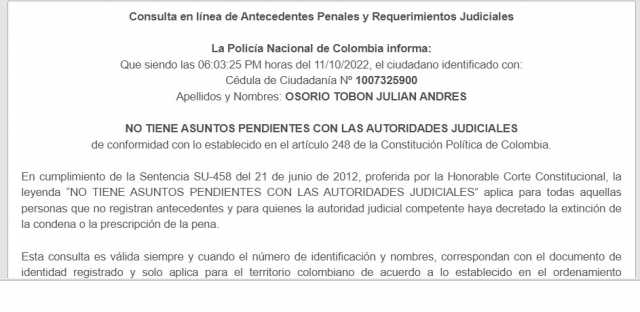 Consulta en línea de Antecedentes Penales y Requerimientos Judiciales
La Policía Nacional de Colombia informa:
Que siendo las 06:03:25 PM horas del 11/10/2022, el ciudadano identificado con:
Cédula de Ciudadanía Nº 1007325900
Apellidos y Nombres: OSORIO TOBON JULIAN ANDRES
NO TIENE ASUNTOS PENDIENTES CON LAS AUTORIDADES JUDICIALES
de conformidad con lo establecido en el artículo 248 de la Constitución Política de Colombia.
En cumplimiento de la Sentencia SU-458 del 21 de junio de 2012, proferida por la Honorable Corte Constitucional, la
leyenda “NO TIENE ASUNTOS PENDIENTES CON LAS AUTORIDADES JUDICIALES” aplica para todas aquellas
personas que no registran antecedentes y para quienes la autoridad judicial competente haya decretado la extinción de
la condena o la prescripción de la pena.
Esta consulta es válida siempre y cuando el número de identificación y nombres, correspondan con el documento de
identidad registrado y solo aplica para el territorio colombiano de acuerdo a lo establecido en el ordenamiento